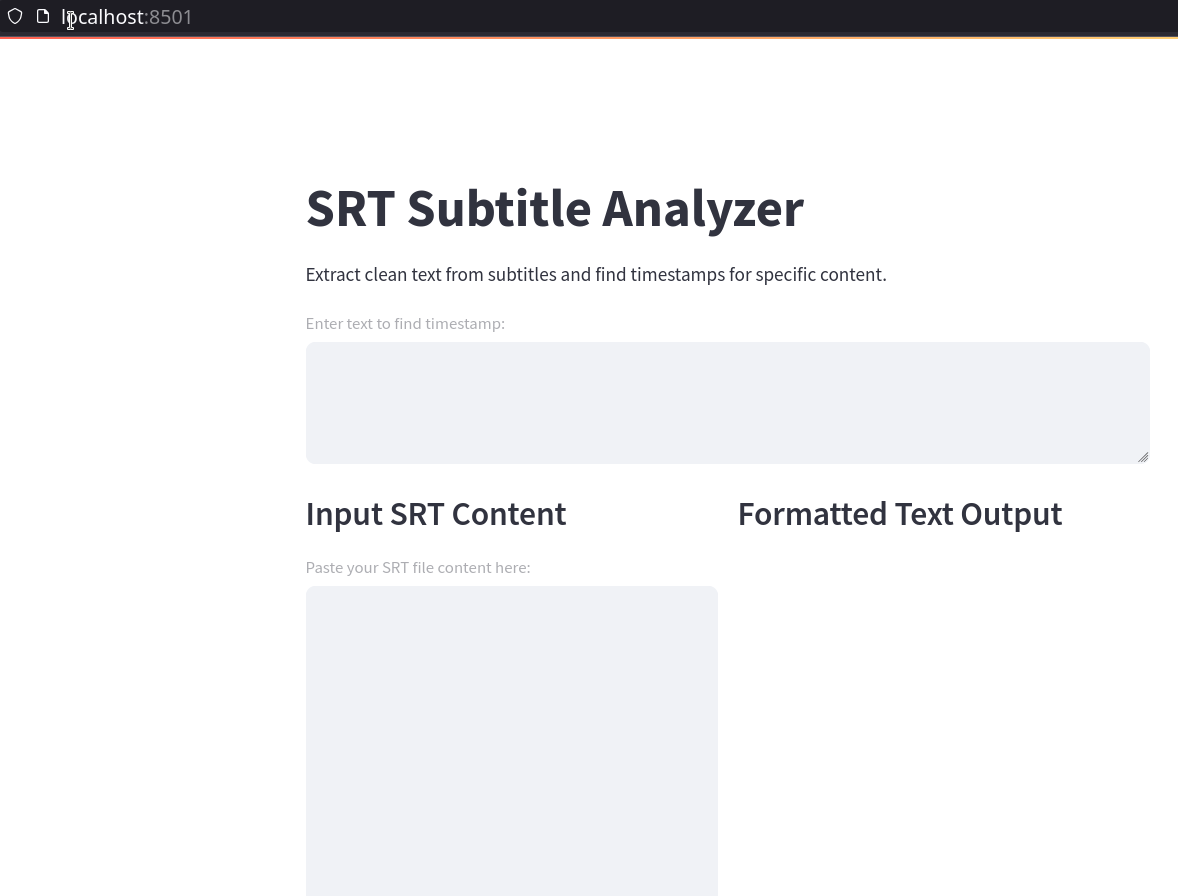 localhost:8501
SRT Subtitle Analyzer
Extract clean text from subtitles and find timestamps for specific content.
Enter text to find timestamp:
Input SRT Content
Formatted Text Output
Paste your SRT file content here: